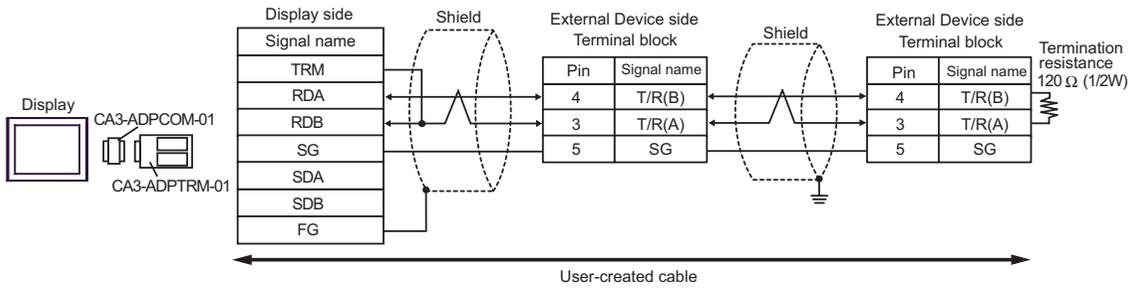 Display
CA3-ADPCOM-01
CA3-ADPTRM-01
Display side
Signal name
TRM
RDA
RDB
SG
SDA
SDB
FG
Shield
External Device side
Terminal block
Pin Signal name
4 T/R(B)
3 T/R(A)
5 SG
Shield
External Device side
Terminal block
Pin Signal name
4 T/R(B)
3 T/R(A)
5 SG
Termination
resistance
120 Ω (1/2W)
User-created cable